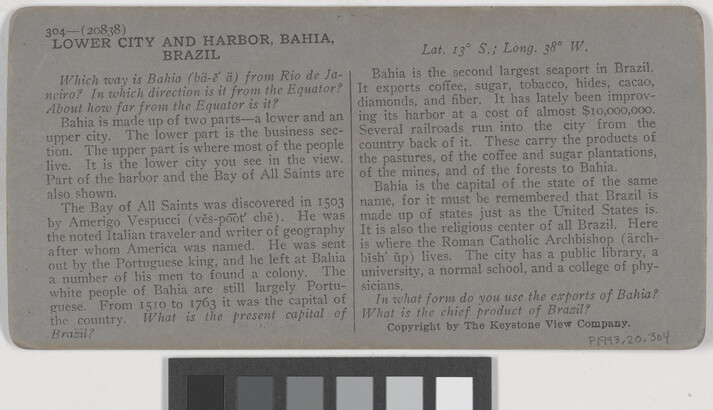 304—(20838)
LOWER CITY AND HARBOR, BAHIA,
BRAZIL
Which way is Bahia (bä-ē' ä) from Rio de Ja-
neiro? In which direction is it from the Equator?
About how far from the Equator is it?
Bahia is made up of two parts—a lower and an
upper city. The lower part is the business sec-
tion. The upper part is where most of the people
live. It is the lower city you see in the view.
Part of the harbor and the Bay of All Saints are
also shown.
The Bay of All Saints was discovered in 1503
by Amerigo Vespucci (vĕs-po͞ot' chē). He was
the noted Italian traveler and writer of geography
after whom America was named. He was sent
out by the Portuguese king, and he left at Bahia
a number of his men to found a colony. The
white people of Bahia are still largely Portu-
guese. From 1510 to 1763 it was the capital of
the country. What is the present capital of
Brazil?
Lat. 13° S.; Long. 38° W.
Bahia is the second largest seaport in Brazil.
It exports coffee, sugar, tobacco, hides, cacao,
diamonds, and fiber. It has lately been improv-
ing its harbor at a cost of almost $10,000,000.
Several railroads run into the city from the
country back of it. These carry the products of
the pastures, of the coffee and sugar plantations,
of the mines, and of the forests to Bahia.
Bahia is the capital of the state of the same
name, for it must be remembered that Brazil is
made up of states just as the United States is.
It is also the religious center of all Brazil. Here
is where the Roman Catholic Archbishop (ärch-
bish' ŭp) lives. The city has a public library, a
university, a normal school, and a college of phy-
sicians.
In what form do you use the exports of Bahia?
What is the chief product of Brazil?
Copyright by The Keystone View Company.
P1993.20.304